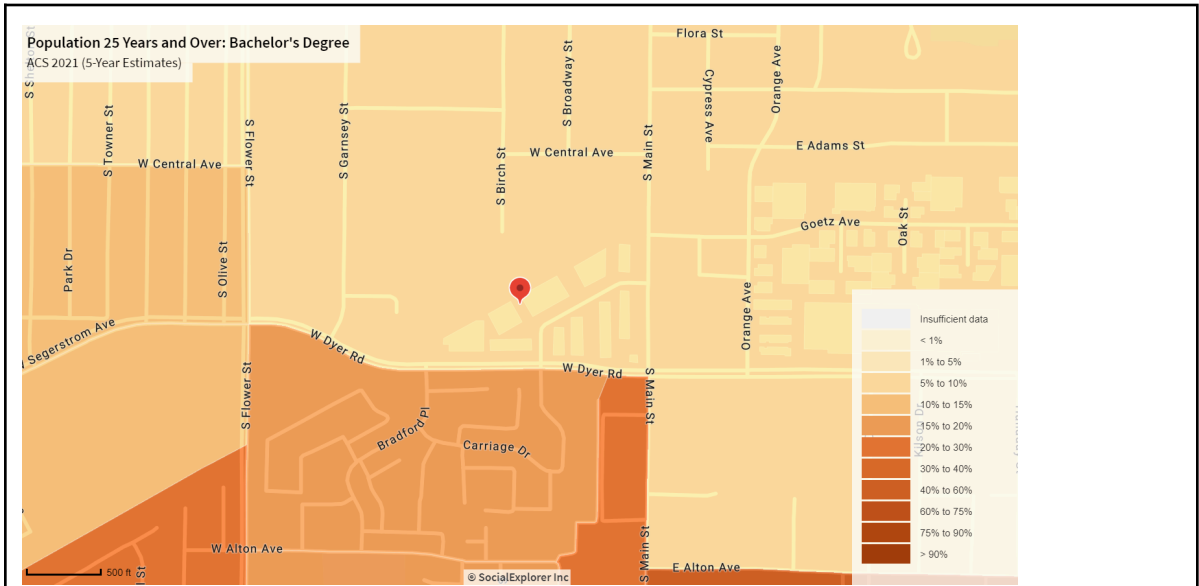 Population 25 Years and Over: Bachelor's Degree
ACS 2021 (5-Year Estimates)
Flora St
S Broadway St
Cypress Ave
Orange Ave
S Towner St
S Flower St
S Garnsey St
S Birch St
S Main St
W Central Ave
W Central Ave
E Adams St
Park Dr
S Olive St
Goetz Ave
Oak St
Orange Ave
W Dyer Rd
W Dyer Rd
S Flower St
S Main St
Bradford Pl
Carriage Dr
W Alton Ave
S Main St
E Alton Ave
Insufficient data
< 1%
1% to 5%
5% to 10%
10% to 15%
15% to 20%
20% to 30%
30% to 40%
40% to 60%
60% to 75%
75% to 90%
> 90%
500 ft
© SocialExplorer Inc